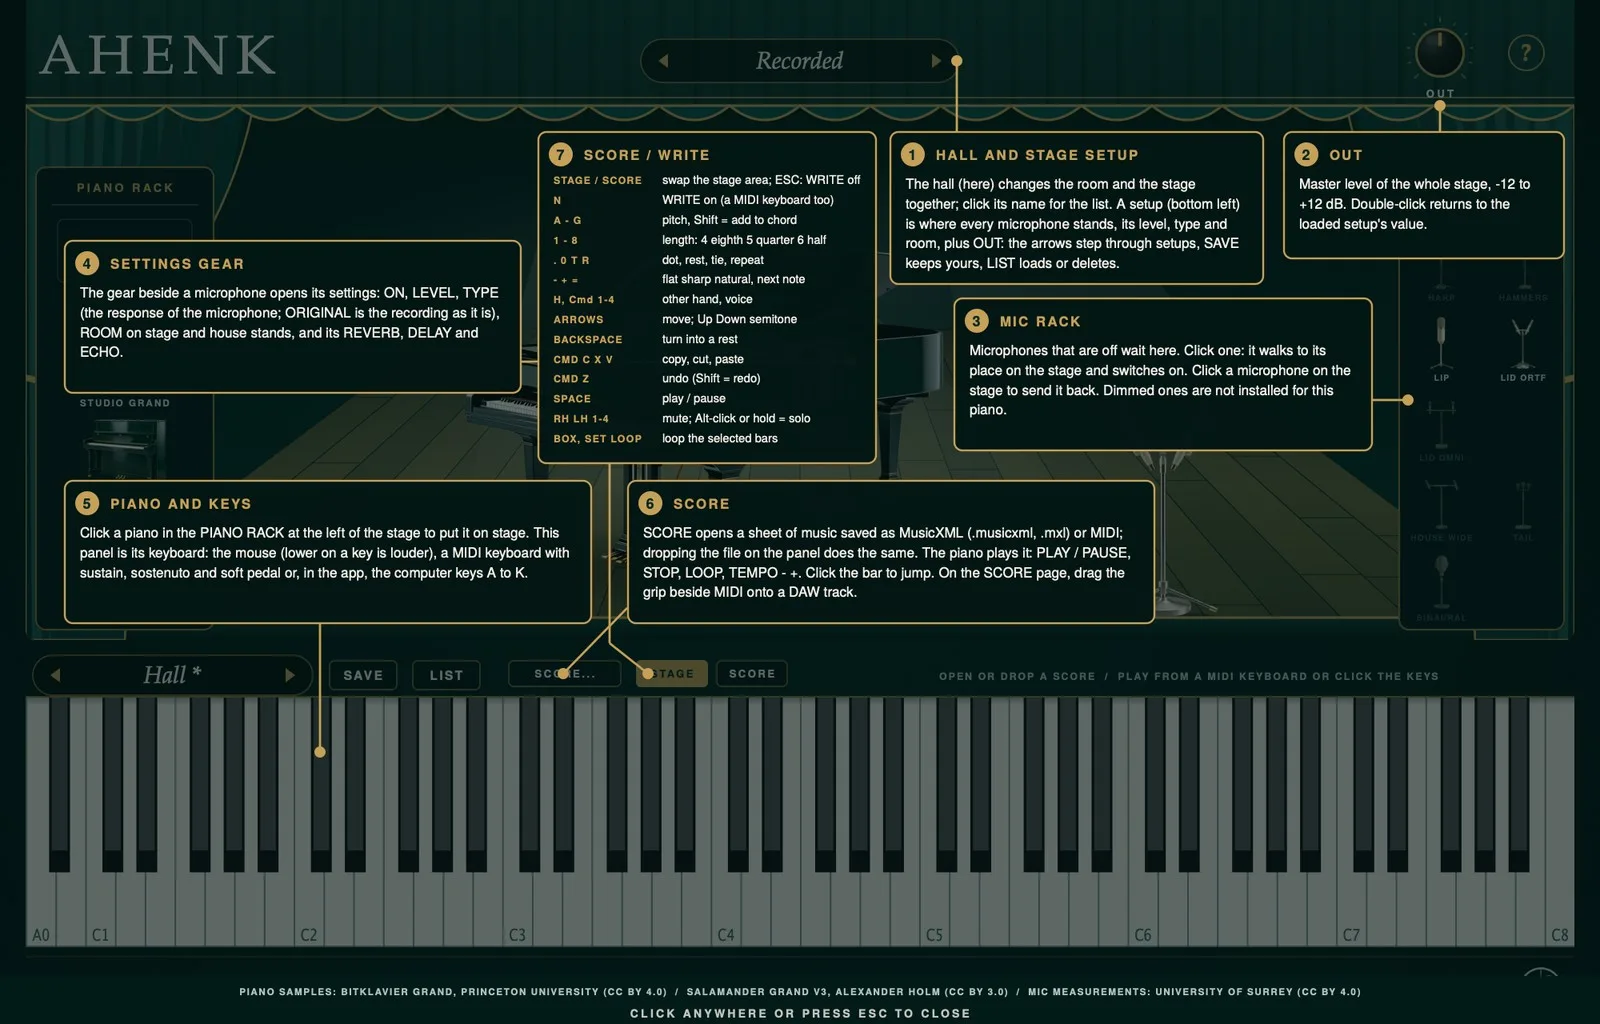 AHENK
Recorded
?
OUT
PIANO RACK
7 SCORE / WRITE
STAGE / SCORE swap the stage area; ESC: WRITE off
N WRITE on (a MIDI keyboard too)
A - G pitch, Shift = add to chord
1 - 8 length: 4 eighth 5 quarter 6 half
. 0 T R dot, rest, tie, repeat
- + = flat sharp natural, next note
H, Cmd 1-4 other hand, voice
ARROWS move; Up Down semitone
BACKSPACE turn into a rest
CMD C X V copy, cut, paste
CMD Z undo (Shift = redo)
SPACE play / pause
RH LH 1-4 mute; Alt-click or hold = solo
BOX, SET LOOP loop the selected bars
1 HALL AND STAGE SETUP
The hall (here) changes the room and the stage
together; click its name for the list. A setup (bottom left)
is where every microphone stands, its level, type and
room, plus OUT: the arrows step through setups, SAVE
keeps yours, LIST loads or deletes.
2 OUT
Master level of the whole stage, -12 to
+12 dB. Double-click returns to the
loaded setup's value.
4 SETTINGS GEAR
The gear beside a microphone opens its settings: ON, LEVEL, TYPE
(the response of the microphone; ORIGINAL is the recording as it is),
ROOM on stage and house stands, and its REVERB, DELAY and
ECHO.
3 MIC RACK
Microphones that are off wait here. Click one: it walks to its
place on the stage and switches on. Click a microphone on the
stage to send it back. Dimmed ones are not installed for this
piano.
HARP HAMMERS
LIP LID ORTF
LID OMNI
HOUSE WIDE TAIL
BINAURAL
STUDIO GRAND
5 PIANO AND KEYS
Click a piano in the PIANO RACK at the left of the stage to put it on stage. This
panel is its keyboard: the mouse (lower on a key is louder), a MIDI keyboard with
sustain, sostenuto and soft pedal or, in the app, the computer keys A to K.
6 SCORE
SCORE opens a sheet of music saved as MusicXML (.musicxml, .mxl) or MIDI;
dropping the file on the panel does the same. The piano plays it: PLAY / PAUSE,
STOP, LOOP, TEMPO - +. Click the bar to jump. On the SCORE page, drag the
grip beside MIDI onto a DAW track.
Hall *
SAVE
LIST
SCORE...
STAGE
SCORE
OPEN OR DROP A SCORE / PLAY FROM A MIDI KEYBOARD OR CLICK THE KEYS
A0 C1 C2 C3 C4 C5 C6 C7 C8
PIANO SAMPLES: BITKLAVIER GRAND, PRINCETON UNIVERSITY (CC BY 4.0) / SALAMANDER GRAND V3, ALEXANDER HOLM (CC BY 3.0) / MIC MEASUREMENTS: UNIVERSITY OF SURREY (CC BY 4.0)
CLICK ANYWHERE OR PRESS ESC TO CLOSE